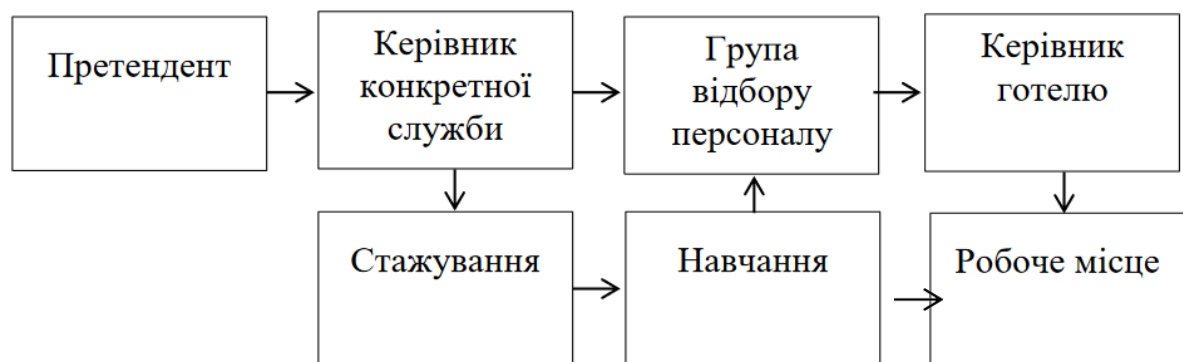 Претендент
Керівник
конкретної
служби
Група
відбору
персоналу
Керівник
готелю
Стажування
Навчання
Робоче місце